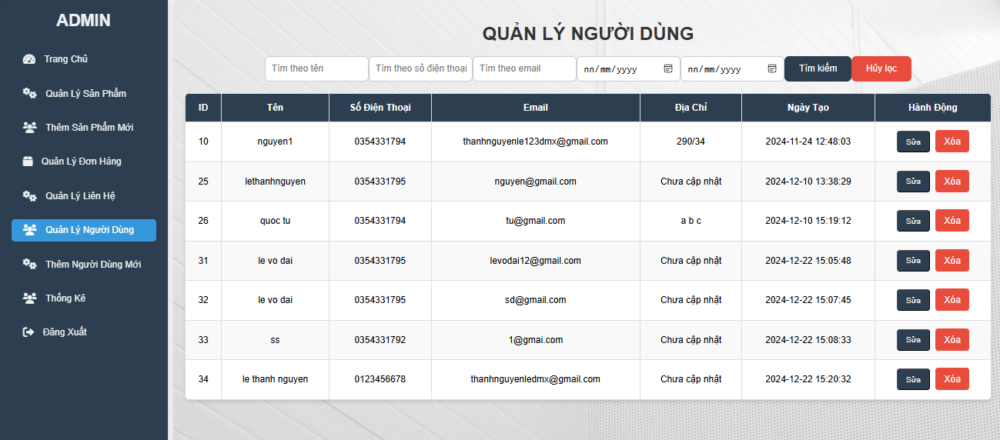 ADMIN
Trang Chủ
Quản Lý Sản Phẩm
Thêm Sản Phẩm Mới
Quản Lý Đơn Hàng
Quản Lý Liên Hệ
Quản Lý Người Dùng
Thêm Người Dùng Mới
Thống Kê
Đăng Xuất
QUẢN LÝ NGƯỜI DÙNG
Tìm theo tên Tìm theo số điện thoại Tìm theo email nn/mm/yyyy nn/mm/yyyy Tìm kiếm Hủy lọc
ID Tên Số Điện Thoại Email Địa Chỉ Ngày Tạo Hành Động
10 nguyen1 0354331794 thanhnguyenle123dmx@gmail.com 290/34 2024-11-24 12:48:03 Sửa Xóa
25 lethanhnguyen 0354331795 nguyen@gmail.com Chưa cập nhật 2024-12-10 13:38:29 Sửa Xóa
26 quoc tu 0354331794 tu@gmail.com a b c 2024-12-10 15:19:12 Sửa Xóa
31 le vo dai 0354331795 levodai12@gmail.com Chưa cập nhật 2024-12-22 15:05:48 Sửa Xóa
32 le vo dai 0354331795 sd@gmail.com Chưa cập nhật 2024-12-22 15:07:45 Sửa Xóa
33 ss 0354331792 1@gmai.com Chưa cập nhật 2024-12-22 15:08:33 Sửa Xóa
34 le thanh nguyen 0123456678 thanhnguyenledmx@gmail.com Chưa cập nhật 2024-12-22 15:20:32 Sửa Xóa